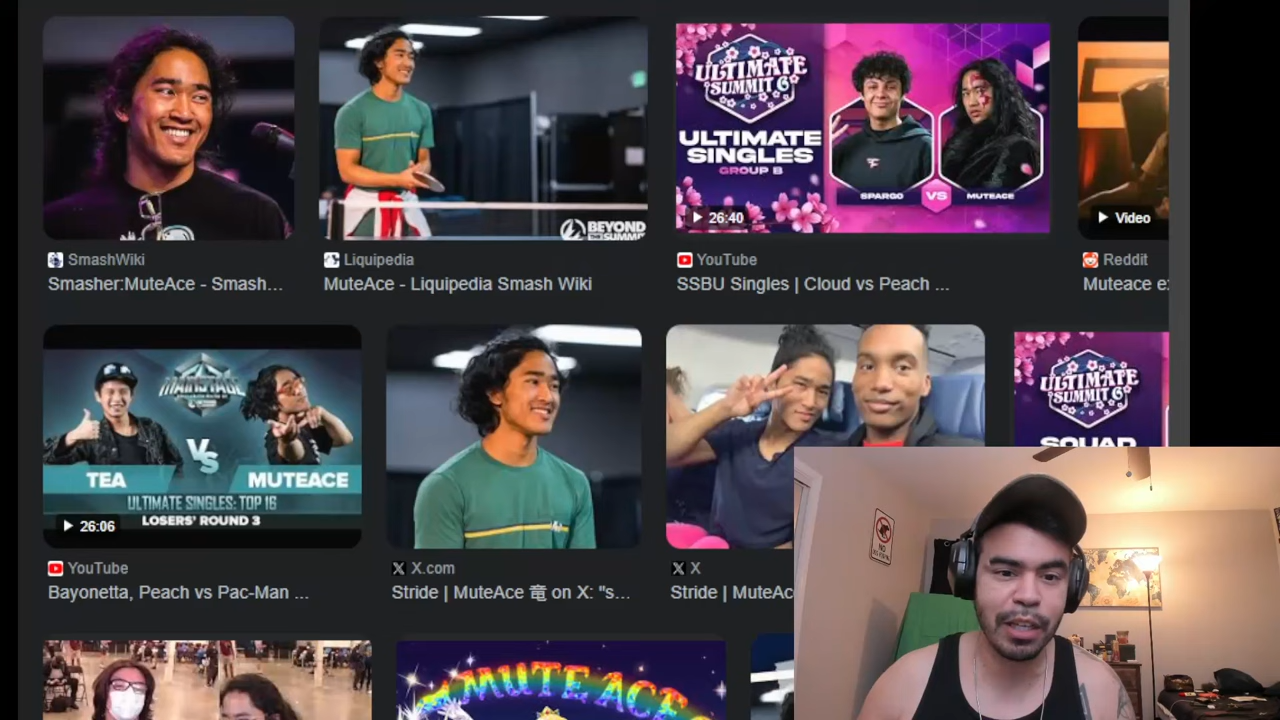 ULTIMATE
SUMMIT 6
ULTIMATE
SINGLES
GROUP B
SPARGO
VS
MUTEACE
26:40
BEYOND
Video
SmashWiki
Liquipedia
YouTube
Reddit
Smasher:MuteAce - Smash...
MuteAce - Liquipedia Smash Wiki
SSBU Singles | Cloud vs Peach ...
Muteace e
MAINSTAGE
VS
TEA
MUTEACE
ULTIMATE SINGLES: TOP 16
LOSERS' ROUND 3
26:06
ULTIMATE
SUMMIT 6
SQUAD
YouTube
X.com
X
Bayonetta, Peach vs Pac-Man ...
Stride | MuteAce 竜 on X: "s...
Stride | MuteAc
NO
MUTE ACE